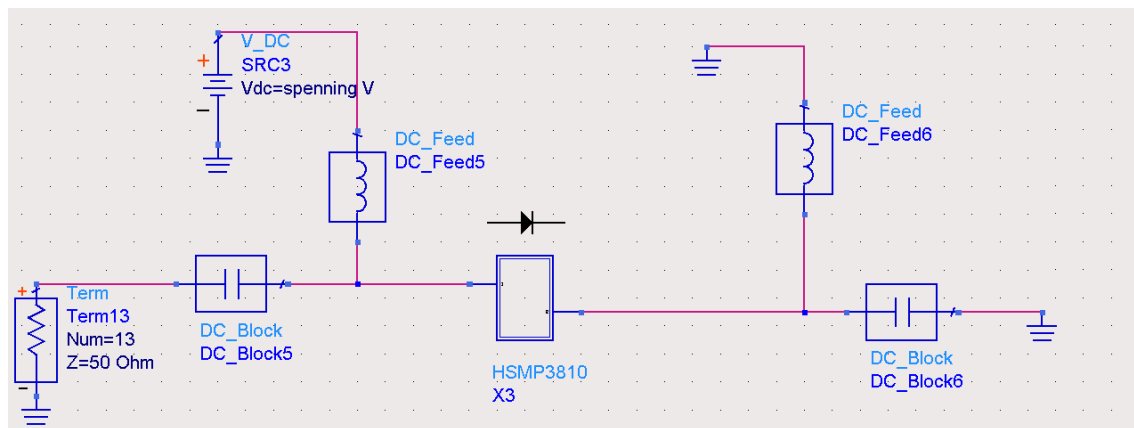 V_DC
SRC3
Vdc=spenning V
DC_Feed
DC_Feed5
DC_Feed
DC_Feed6
Term
Term13
Num=13
Z=50 Ohm
DC_Block
DC_Block5
HSMP3810
X3
DC_Block
DC_Block6